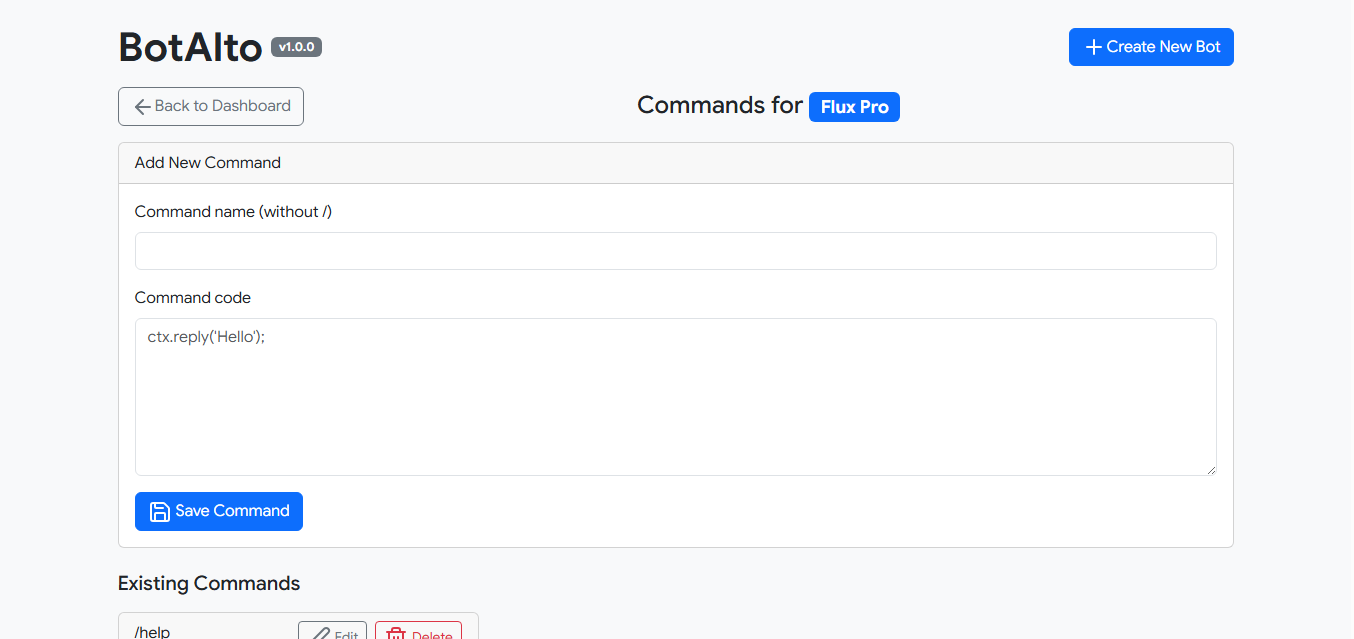 BotAlto v1.0.0
Create New Bot
Back to Dashboard
Commands for Flux Pro
Add New Command
Command name (without /)
Command code
ctx.reply('Hello');
Save Command
Existing Commands
/help Edit Delete